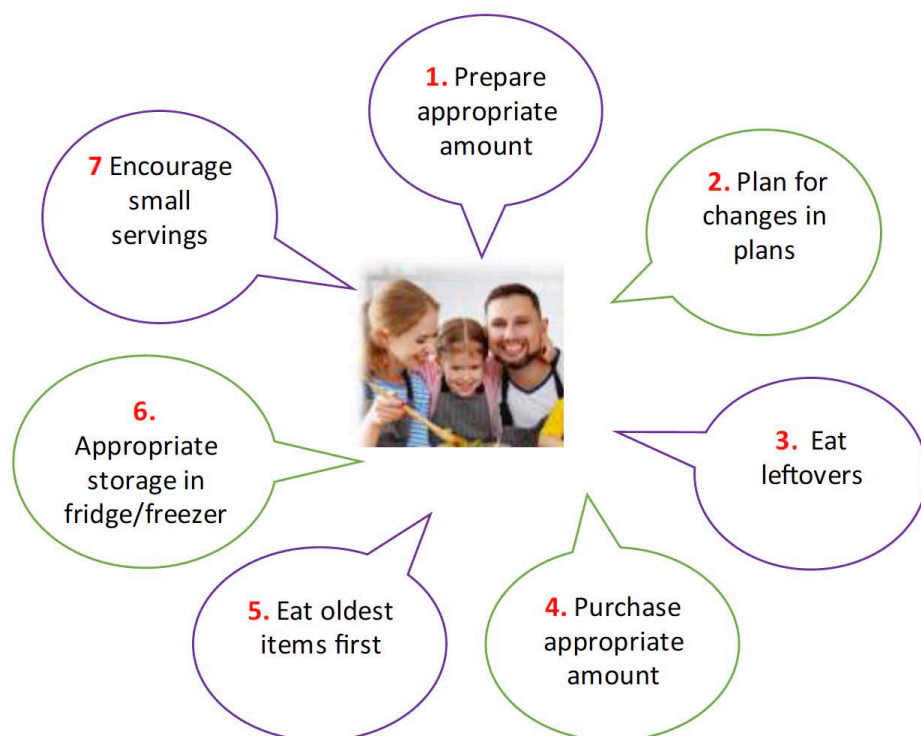 1. Prepare
appropriate
amount
2. Plan for
changes in
plans
3. Eat
leftovers
4. Purchase
appropriate
amount
5. Eat oldest
items first
6.
Appropriate
storage in
fridge/freezer
7 Encourage
small
servings